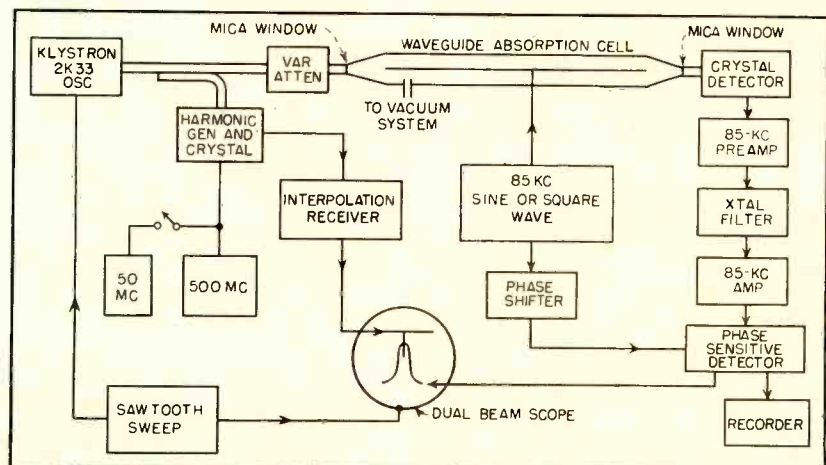 MICA WINDOW
WAVEGUIDE ABSORPTION CELL
MICA WINDOW
KLYSTRON
2K33
OSC
VAR
ATTEN
CRYSTAL
DETECTOR
TO VACUUM
SYSTEM
HARMONIC
GEN AND
CRYSTAL
85-KC
PREAMP
INTERPOLATION
RECEIVER
85 KC
SINE OR SQUARE
WAVE
XTAL
FILTER
50
MC
500 MC
PHASE
SHIFTER
85-KC
AMP
PHASE
SENSITIVE
DETECTOR
SAWTOOTH
SWEEP
DUAL BEAM SCOPE
RECORDER